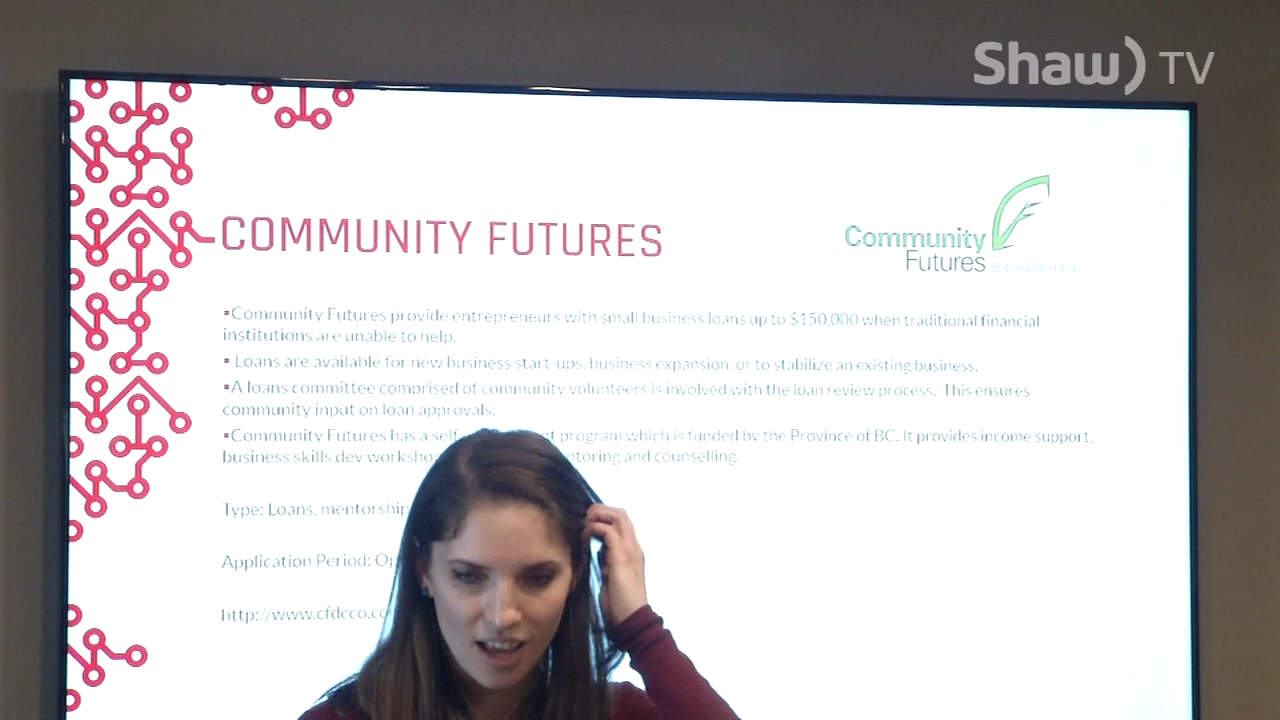 Shaw) TV
COMMUNITY FUTURES
Community
Futures British Columbia
▪Community Futures provide entrepreneurs with small business loans up to $150,000 when traditional financial
institutions are unable to help.
▪ Loans are available for new business start-ups, business expansion, or to stabilize an existing business.
▪A loans committee comprised of community volunteers is involved with the loan review process. This ensures
community input on loan approvals.
▪Community Futures has a program which is funded by the Province of BC. It provides income support,
business skills dev and counselling.
Type: Loans, mentorship
Application Period:
http://www.cfdcco.co